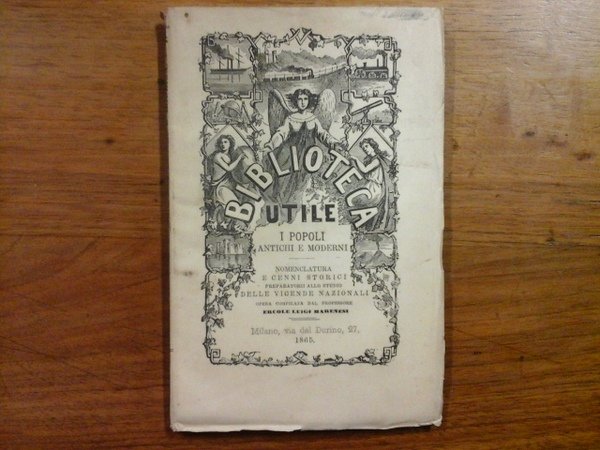 BIBLIOTECA
UTILE
I POPOLI
ANTICHI E MODERNI
NOMENCLATURA
E CENNI STORICI
PREPARATORII ALLO STUDIO
DELLE VICENDE NAZIONALI
OPERA COMPILATA DAL PROFESSORE
ERCOLE LUIGI MARENESI
Milano, via del Durino, 27,
1865.